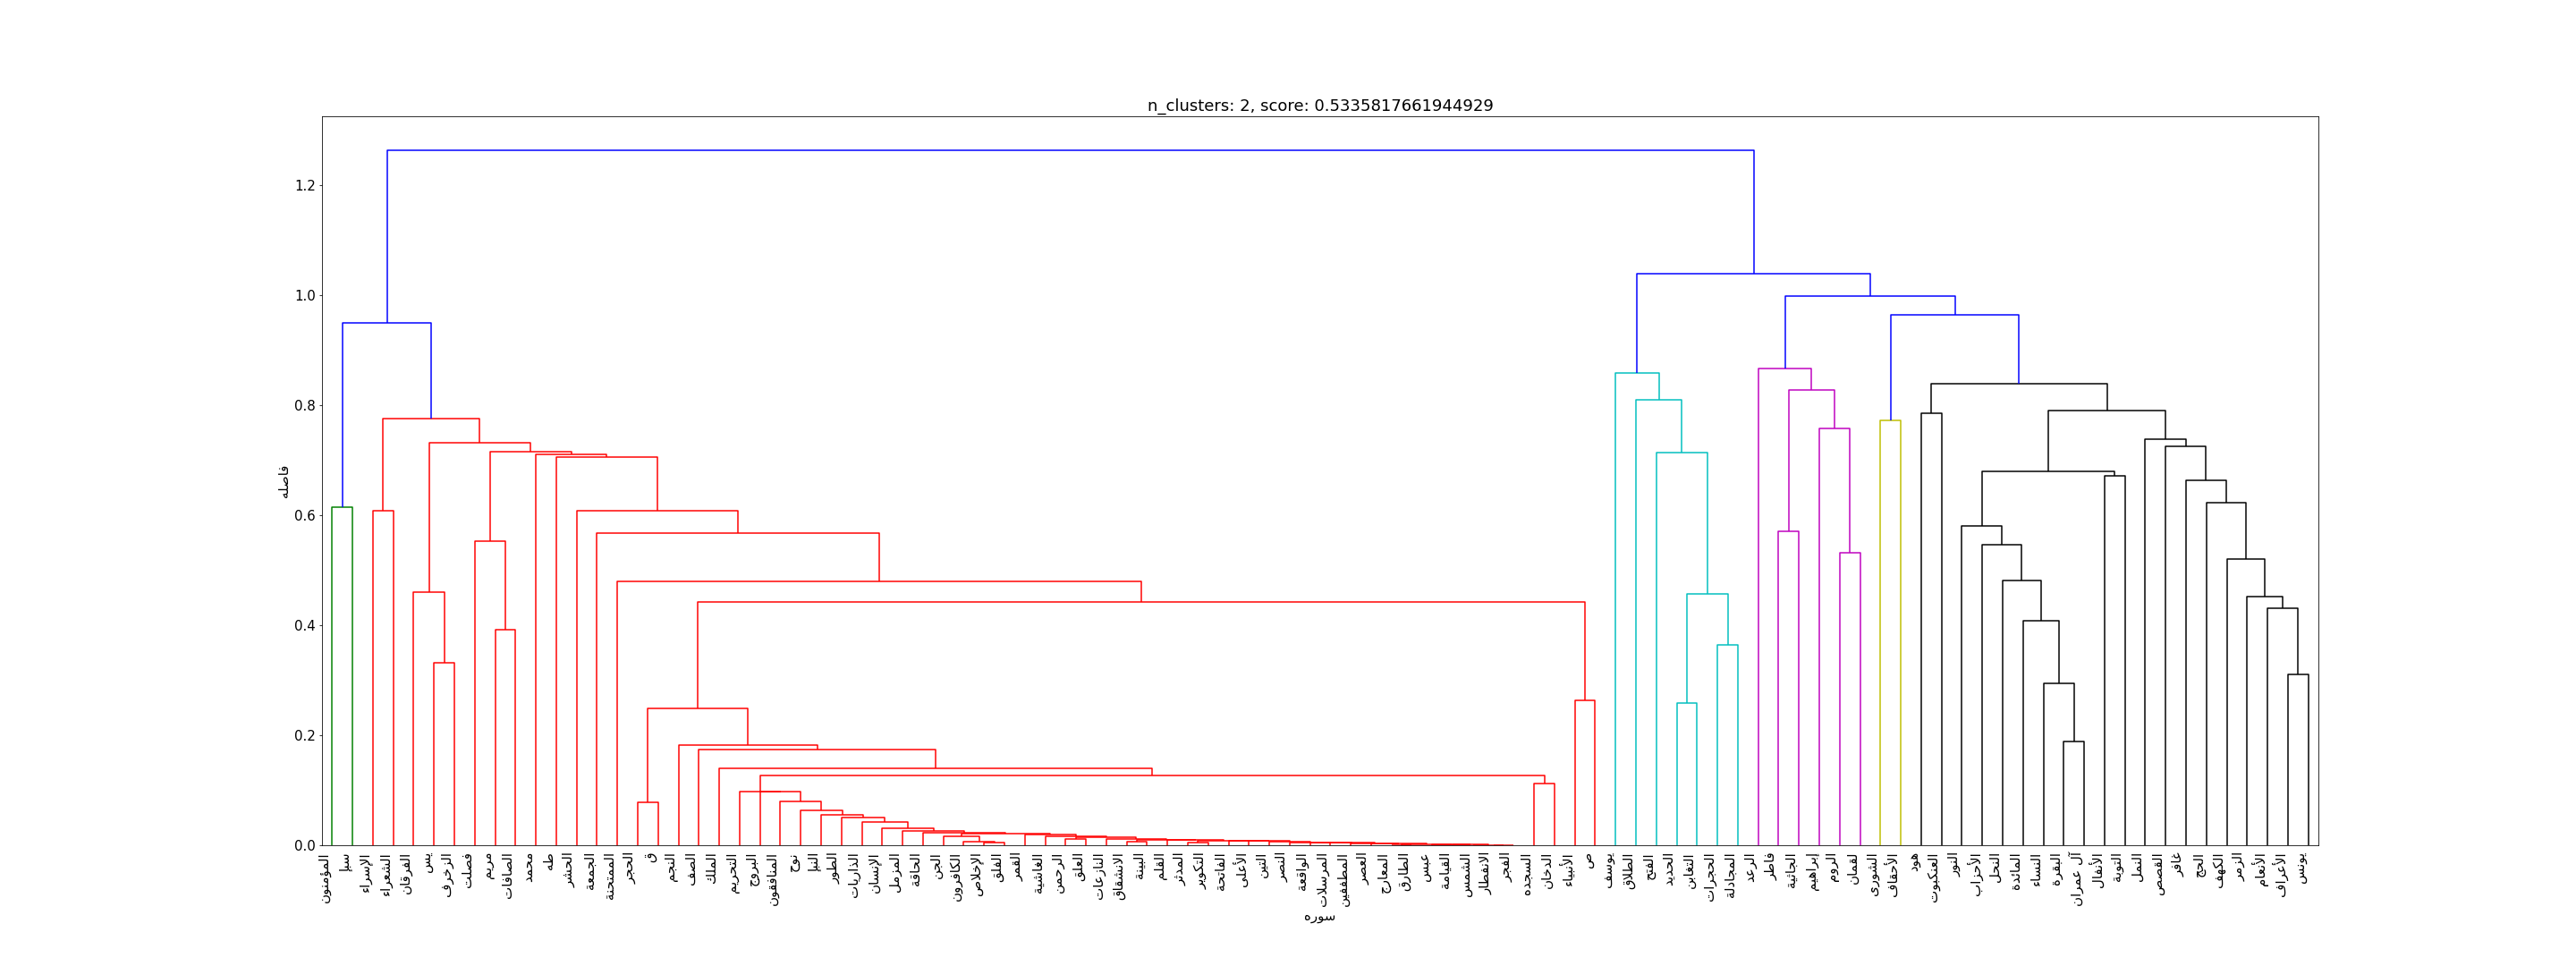 n_clusters: 2, score: 0.5335817661944929
1.2
1.0
0.8
0.6
0.4
0.2
0.0
فاصله
المؤمنون
سبإ
الإسراء
الشعراء
الفرقان
يس
الزخرف
فصلت
مريم
الصافات
محمد
طه
الحشر
الجمعة
الممتحنة
الحجر
ق
النجم
الصف
الملك
التحريم
البروج
المنافقون
نوح
النبإ
الطور
الذاريات
الإنسان
المزمل
الحاقة
الجن
الكافرون
الإخلاص
الفلق
القمر
الغاشية
الرحمن
العلق
النازعات
الانشقاق
البينة
القلم
المدثر
التكوير
الفاتحة
الأعلى
التين
النصر
الواقعة
المرسلات
المطففين
العصر
المعارج
الطارق
عبس
القيامة
الشمس
الانفطار
الفجر
السجده
الدخان
الأنبياء
ص
يوسف
الطلاق
الفتح
الحديد
التغابن
الحجرات
المجادلة
الرعد
فاطر
الجاثية
إبراهيم
الروم
لقمان
الشورى
الأحقاف
هود
العنكبوت
النور
الأحزاب
النحل
المائدة
النساء
البقرة
آل عمران
الأنفال
التوبة
النمل
القصص
غافر
الحج
الكهف
الزمر
الأنعام
الأعراف
يونس
سوره